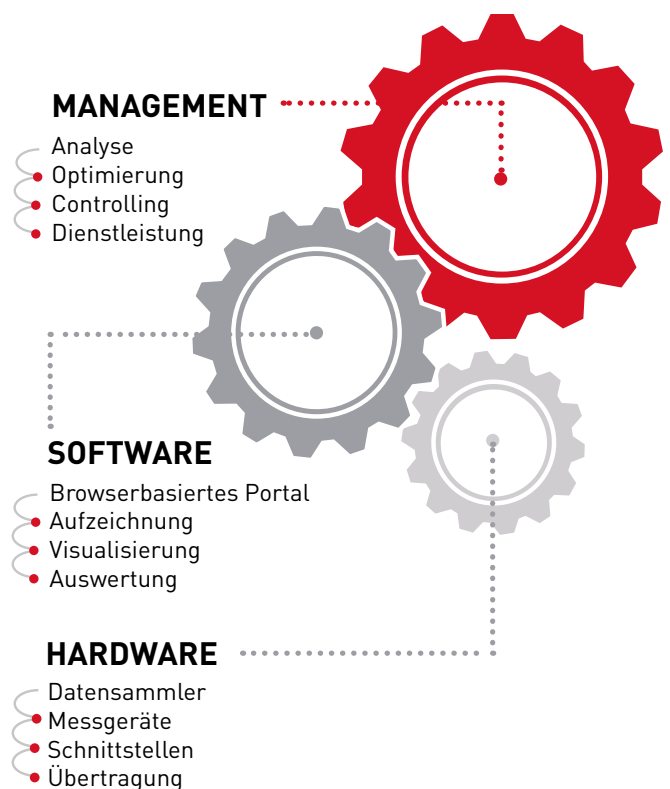 MANAGEMENT
Analyse
Optimierung
Controlling
Dienstleistung
SOFTWARE
Browserbasiertes Portal
Aufzeichnung
Visualisierung
Auswertung
HARDWARE
Datensammler
Messgeräte
Schnittstellen
Übertragung